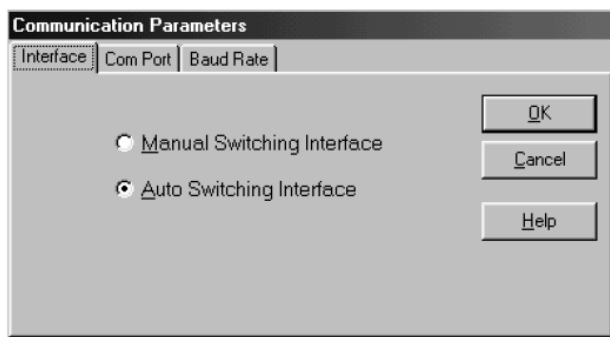 Communication Parameters
Interface Com Port Baud Rate
Manual Switching Interface
Auto Switching Interface
OK
Cancel
Help